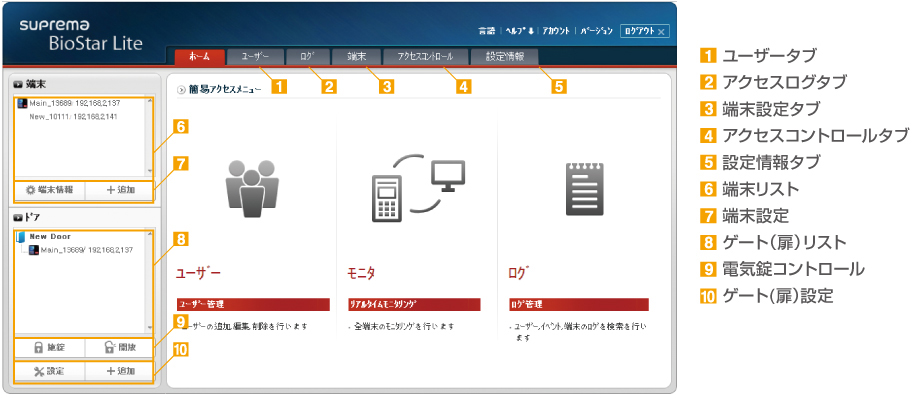 suprema
BioStar Lite
言語 | ヘルプ | アカウント | バージョン ログアウト ×
ホーム ユーザー ログ 端末 アクセスコントロール 設定情報
1 2 3 4 5
端末
Main_13689/ 192.168.2.137
New_10111/ 192.168.2.141
6
端末情報 +追加
7
ドア
New Door
Main_13689/ 192.168.2.137
8
施錠 開放
9
設定 +追加
10
簡易アクセスメニュー
ユーザー
ユーザー管理
ユーザーの追加,編集,削除を行います
モニタ
リアルタイムモニタリング
・全端末のモニタリングを行います
ログ
ログ管理
・ユーザー,イベント,端末のログを検索を行い
ます
1 ユーザータブ
2 アクセスログタブ
3 端末設定タブ
4 アクセスコントロールタブ
5 設定情報タブ
6 端末リスト
7 端末設定
8 ゲート(扉)リスト
9 電気錠コントロール
10 ゲート(扉)設定